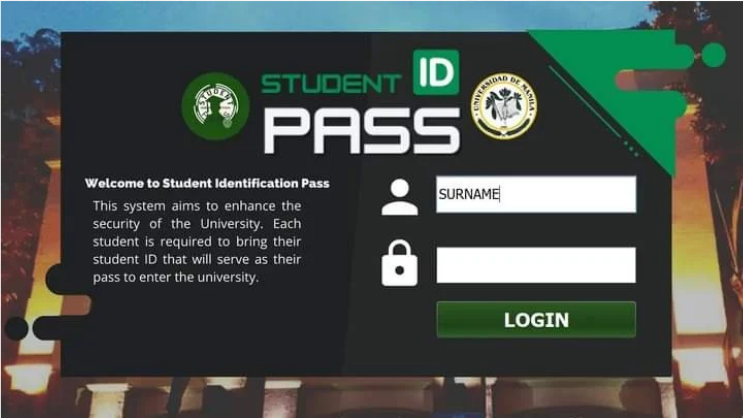 STUDENT ID
PASS
STUDENT
UNIVERSIDAD DE MANILA
Welcome to Student Identification Pass
This system aims to enhance the
security of the University. Each
student is required to bring their
student ID that will serve as their
pass to enter the university.
SURNAME
LOGIN